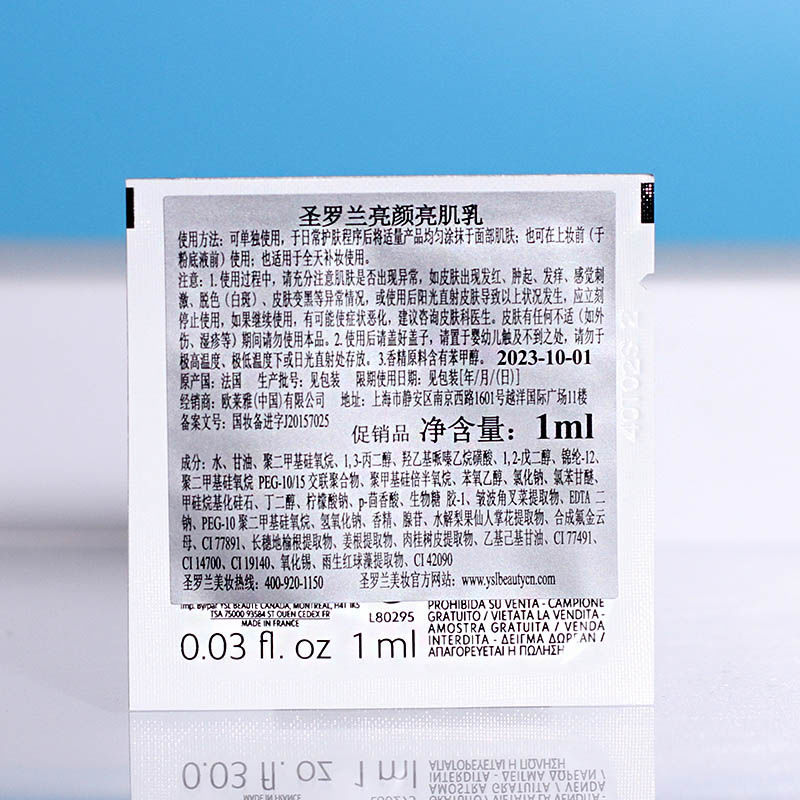 圣罗兰亮颜亮肌乳
使用方法：可单独使用，于日常护肤程序后将适量产品均匀涂抹于面部肌肤；也可在上妆前（于
粉底液前）使用；也适用于全天补妆使用。
注意：1.使用过程中，请充分注意肌肤是否出现异常，如皮肤出现发红、肿起、发痒、感觉刺
激、脱色（白斑）、皮肤变黑等异常情况，或使用后阳光直射皮肤导致以上状况发生，应立刻
停止使用，如果继续使用，有可能使症状恶化，建议咨询皮肤科医生。皮肤有任何不适（如外
伤、湿疹等）期间请勿使用本品。2.使用后请盖好盖子，请置于婴幼儿触及不到之处，请勿于
极高温度、极低温度下或日光直射处存放。3.香精原料含有苯甲醇。 2023-10-01
原产国：法国 生产批号：见包装 限期使用日期：见包装[年/月/(日)]
经销商：欧莱雅(中国)有限公司 地址：上海市静安区南京西路1601号越洋国际广场11楼
备案文号：国妆备进字J20157025
促销品 净含量：1ml
成分：水、甘油、聚二甲基硅氧烷、1,3-丙二醇、羟乙基哌嗪乙烷磺酸、1,2-戊二醇、锦纶-12、
聚二甲基硅氧烷 PEG-10/15 交联聚合物、聚甲基硅倍半氧烷、苯氧乙醇、氯化钠、氯苯甘醚、
甲硅烷基化硅石、丁二醇、柠檬酸钠、p-茴香酸、生物糖 胶-1、皱波角叉菜提取物、EDTA 二
钠、PEG-10 聚二甲基硅氧烷、氢氧化钠、香精、腺苷、水解梨果仙人掌花提取物、合成氟金云
母、CI 77891、长穗地榆根提取物、姜根提取物、肉桂树皮提取物、乙基己基甘油、CI 77491、
CI 14700、CI 19140、氧化锡、雨生红球藻提取物、CI 42090
圣罗兰美妆热线：400-920-1150 圣罗兰美妆官方网站：www.yslbeautycn.com
Imp. By/par YSL BEAUTE CANADA, MONTREAL, H4T 1K5
TSA 75000 93584 ST OUEN CEDEX FR
MADE IN FRANCE
L80295
0.03 fl. oz 1 ml
PROHIBIDA SU VENTA - CAMPIONE
GRATUITO / VIETATA LA VENDITA -
AMOSTRA GRATUITA / VENDA
INTERDITA - ΔΕΙΓΜΑ ΔΩΡΕΑΝ /
ΑΠΑΓΟΡΕΥΕΤΑΙ Η ΠΩΛΗΣΗ